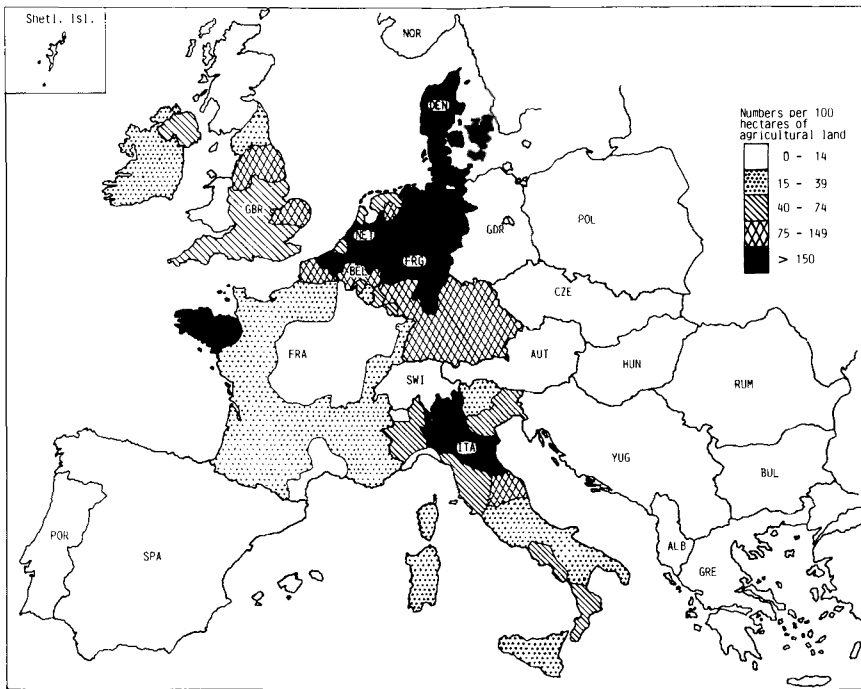 Shetl. Isl.
NOR
DEN
Numbers per 100
hectares of
agricultural land
0 - 14
15 - 39
40 - 74
75 - 149
> 150
GBR
NET
GDR
POL
FRG
BEL
CZE
FRA
AUT
HUN
SWI
RUM
ITA
YUG
BUL
POR
SPA
ALB
GRE